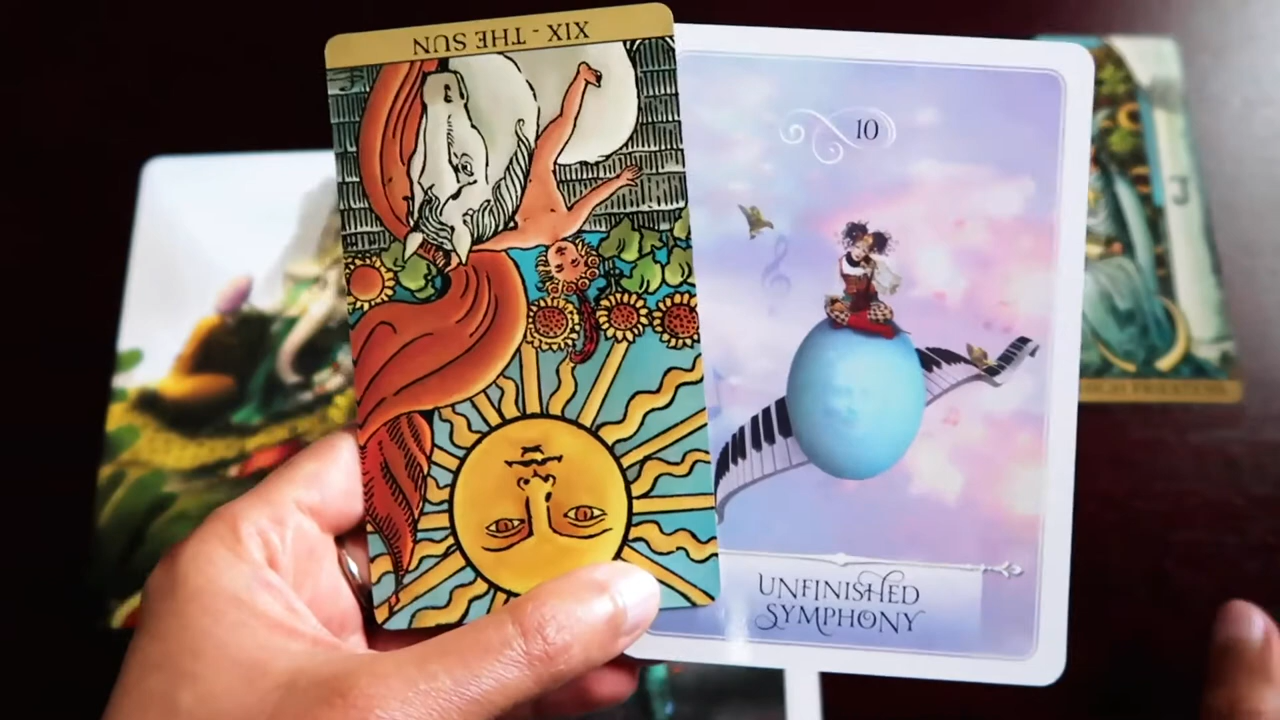 XIX - THE SUN
10
UNFINISHED
SYMPHONY
J